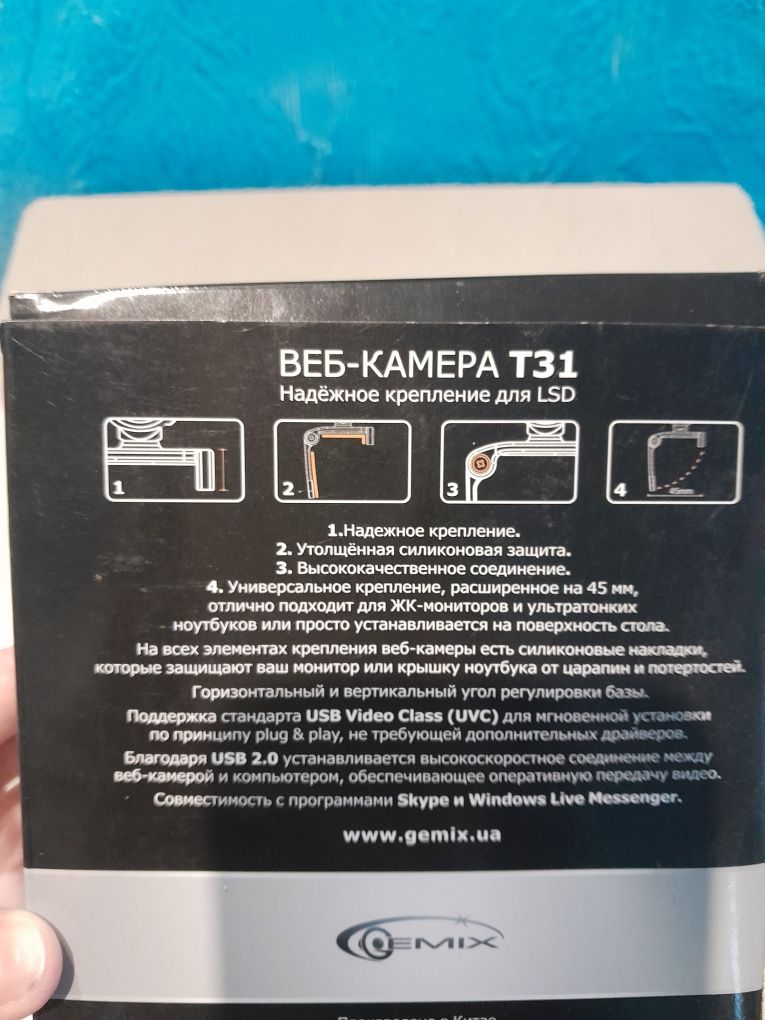 ВЕБ-КАМЕРА T31
Надёжное крепление для LSD
1
2
3
4
45mm
1.Надежное крепление.
2. Утолщённая силиконовая защита.
3. Высококачественное соединение.
4. Универсальное крепление, расширенное на 45 мм,
отлично подходит для ЖК-мониторов и ультратонких
ноутбуков или просто устанавливается на поверхность стола.
На всех элементах крепления веб-камеры есть силиконовые накладки,
которые защищают ваш монитор или крышку ноутбука от царапин и потертостей.
Горизонтальный и вертикальный угол регулировки базы.
Поддержка стандарта USB Video Class (UVC) для мгновенной установки
по принципу plug & play, не требующей дополнительных драйверов.
Благодаря USB 2.0 устанавливается высокоскоростное соединение между
веб-камерой и компьютером, обеспечивающее оперативную передачу видео.
Совместимость с программами Skype и Windows Live Messenger.
www.gemix.ua
GEMIX
Произведено в Китае